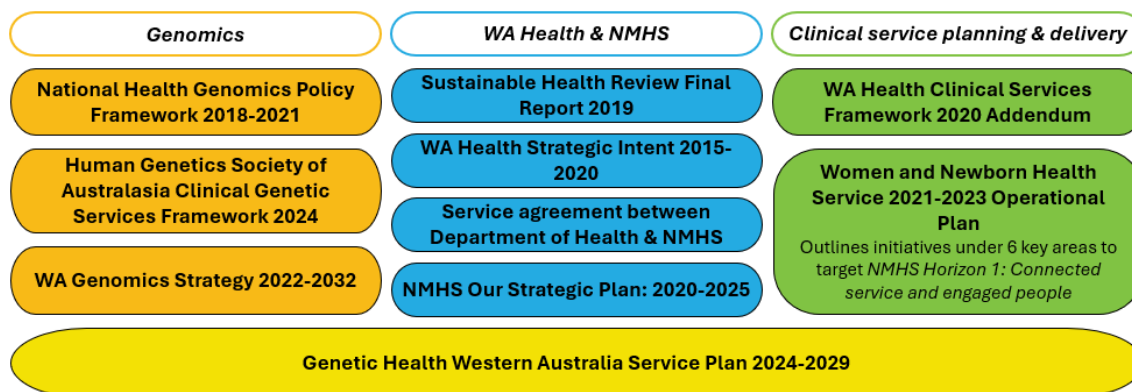 Genomics
National Health Genomics Policy
Framework 2018-2021
Human Genetics Society of
Australasia Clinical Genetic
Services Framework 2024
WA Genomics Strategy 2022-2032
WA Health & NMHS
Sustainable Health Review Final
Report 2019
WA Health Strategic Intent 2015-
2020
Service agreement between
Department of Health & NMHS
NMHS Our Strategic Plan: 2020-2025
Clinical service planning & delivery
WA Health Clinical Services
Framework 2020 Addendum
Women and Newborn Health
Service 2021-2023 Operational
Plan
Outlines initiatives under 6 key areas to
target NMHS Horizon 1: Connected
service and engaged people
Genetic Health Western Australia Service Plan 2024-2029